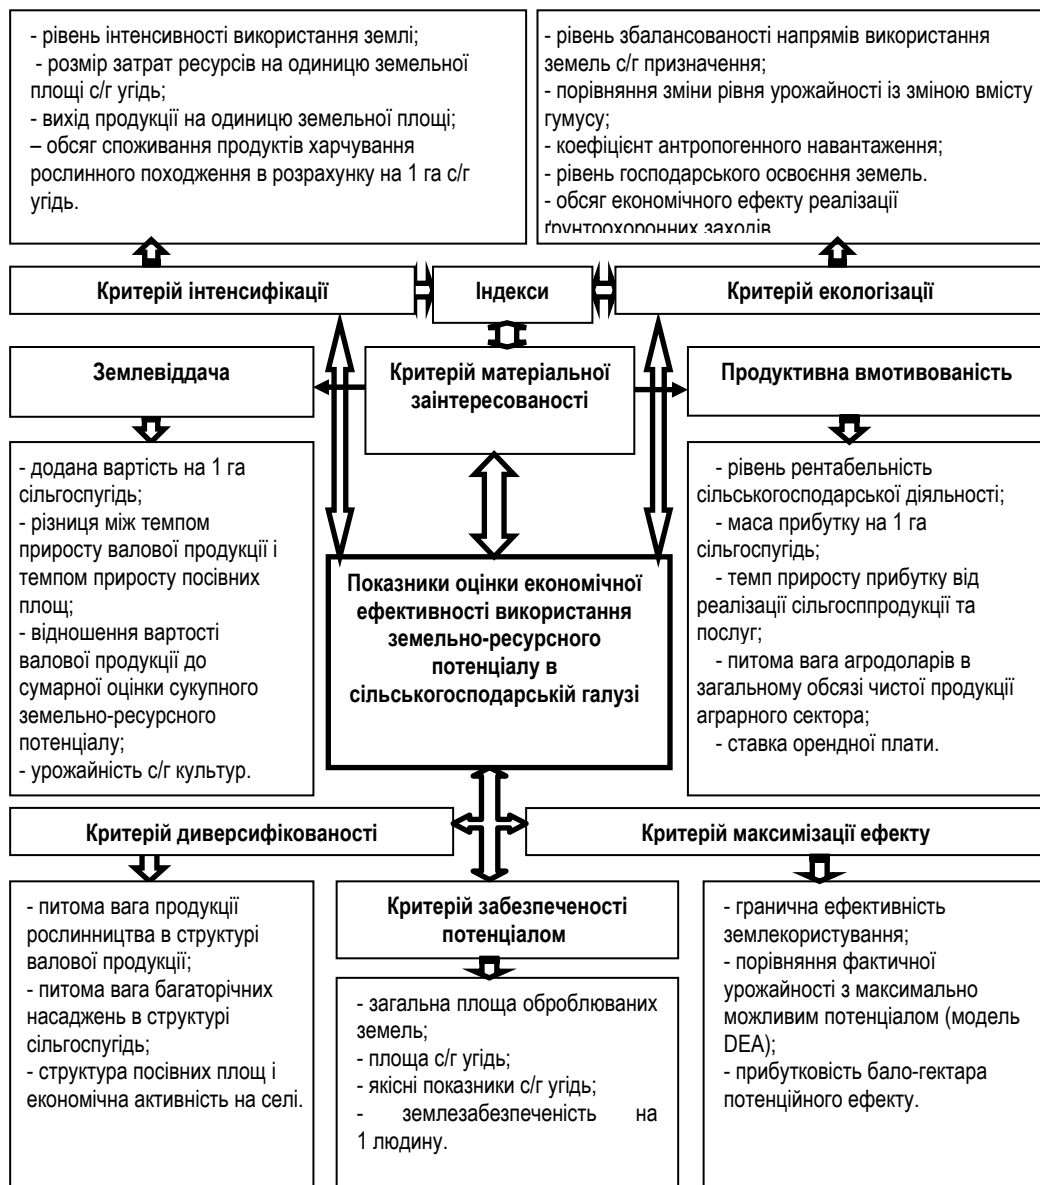 - рівень інтенсивності використання землі;
- розмір затрат ресурсів на одиницю земельної
площі с/г угідь;
- вихід продукції на одиницю земельної площі;
– обсяг споживання продуктів харчування
рослинного походження в розрахунку на 1 га с/г
угідь.
- рівень збалансованості напрямів використання
земель с/г призначення;
- порівняння зміни рівня урожайності із зміною вмісту
гумусу;
- коефіцієнт антропогенного навантаження;
- рівень господарського освоєння земель.
- обсяг економічного ефекту реалізації
ґрунтоохоронних заходів
Критерій інтенсифікації
Індекси
Критерій екологізації
Землевіддача
Критерій матеріальної
заінтересованості
Продуктивна вмотивованість
- додана вартість на 1 га
сільгоспугідь;
- різниця між темпом
приросту валової продукції і
темпом приросту посівних
площ;
- відношення вартості
валової продукції до
сумарної оцінки сукупного
земельно-ресурсного
потенціалу;
- урожайність с/г культур.
Показники оцінки економічної
ефективності використання
земельно-ресурсного
потенціалу в
сільськогосподарській галузі
- рівень рентабельність
сільськогосподарської діяльності;
- маса прибутку на 1 га
сільгоспугідь;
- темп приросту прибутку від
реалізації сільгосппродукції та
послуг;
- питома вага агродоларів в
загальному обсязі чистої продукції
аграрного сектора;
- ставка орендної плати.
Критерій диверсифікованості
Критерій максимізації ефекту
- питома вага продукції
рослинництва в структурі
валової продукції;
- питома вага багаторічних
насаджень в структурі
сільгоспугідь;
- структура посівних площ і
економічна активність на селі.
Критерій забезпеченості
потенціалом
- загальна площа оброблюваних
земель;
- площа с/г угідь;
- якісні показники с/г угідь;
- землезабезпеченість на
1 людину.
- гранична ефективність
землекористування;
- порівняння фактичної
урожайності з максимально
можливим потенціалом (модель
DEA);
- прибутковість бало-гектара
потенційного ефекту.